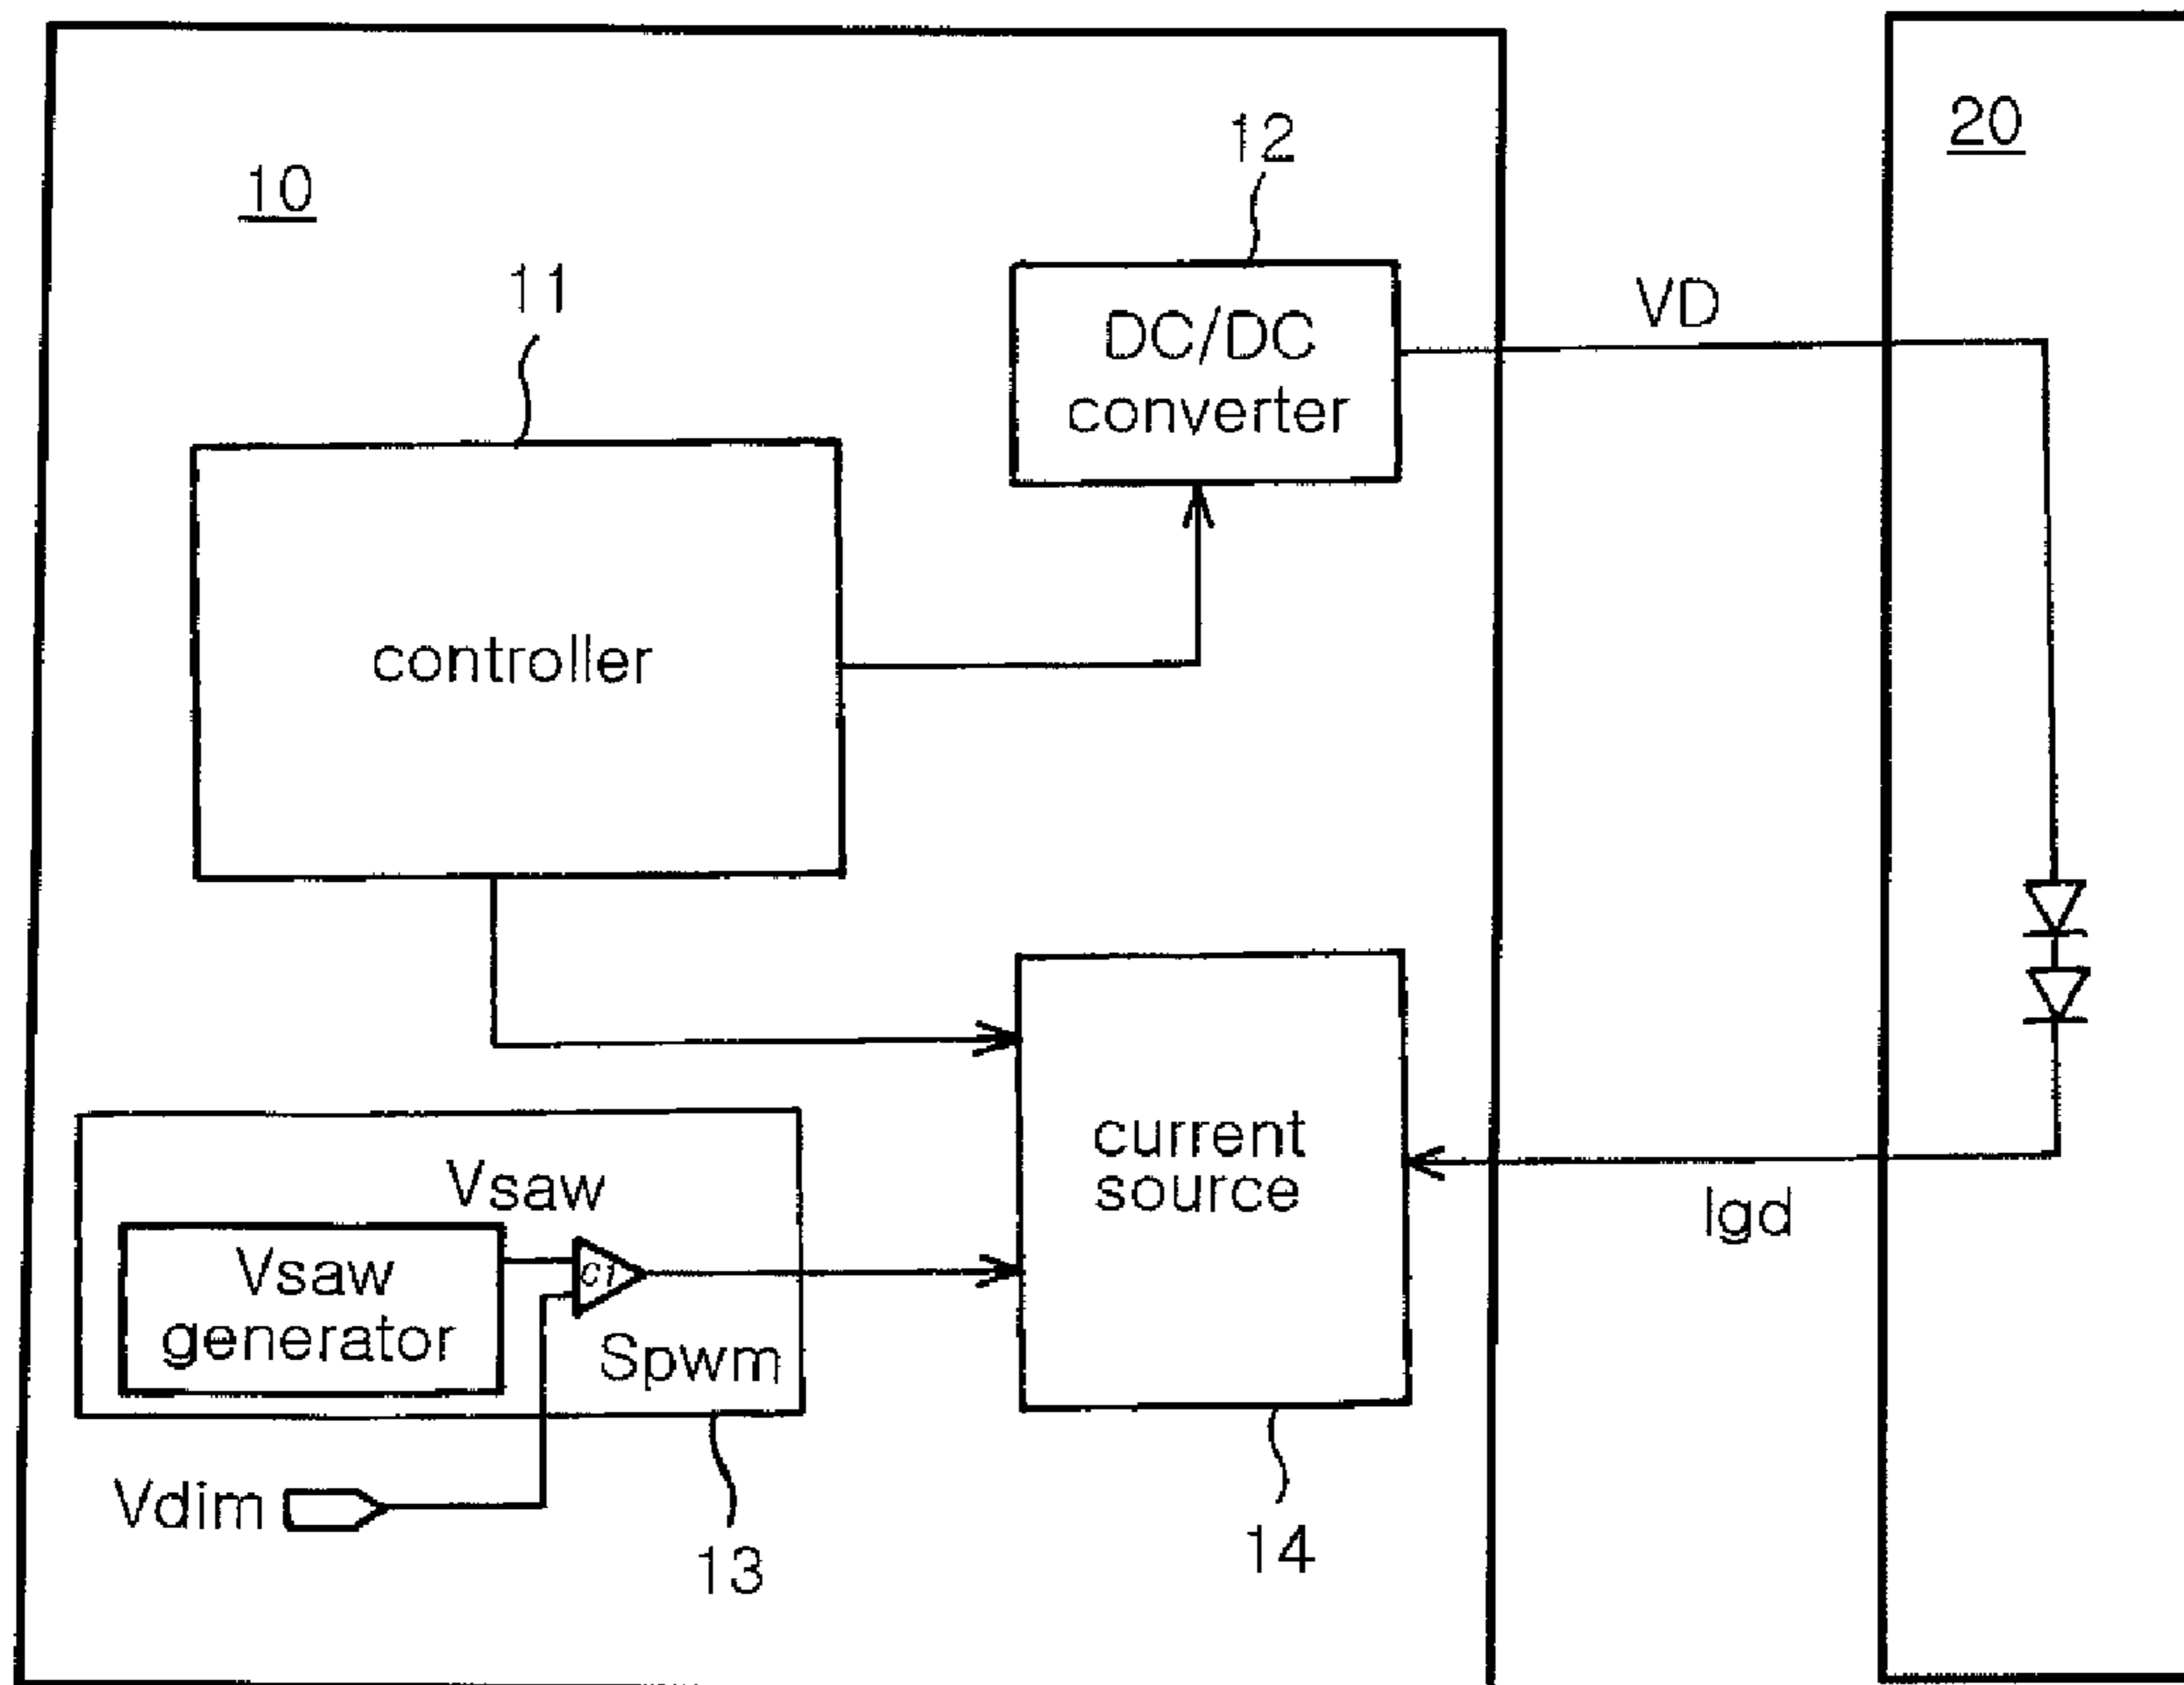 10
20
12
11
DC/DC
converter
VD
controller
current
source
Vsaw
Vsaw
generator
C1
Spwm
Igd
Vdim
13
14